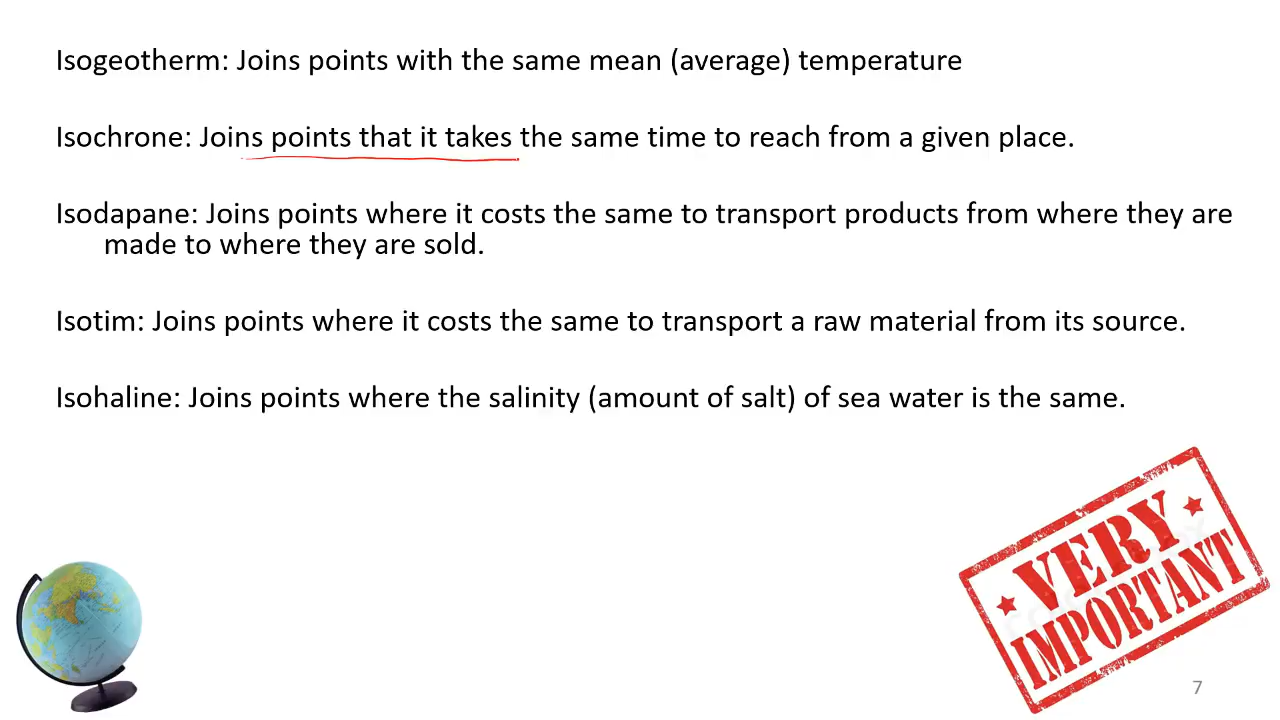 Isogeotherm: Joins points with the same mean (average) temperature
Isochrone: Joins points that it takes the same time to reach from a given place.
Isodapane: Joins points where it costs the same to transport products from where they are
made to where they are sold.
Isotim: Joins points where it costs the same to transport a raw material from its source.
Isohaline: Joins points where the salinity (amount of salt) of sea water is the same.
VERY
IMPORTANT
7